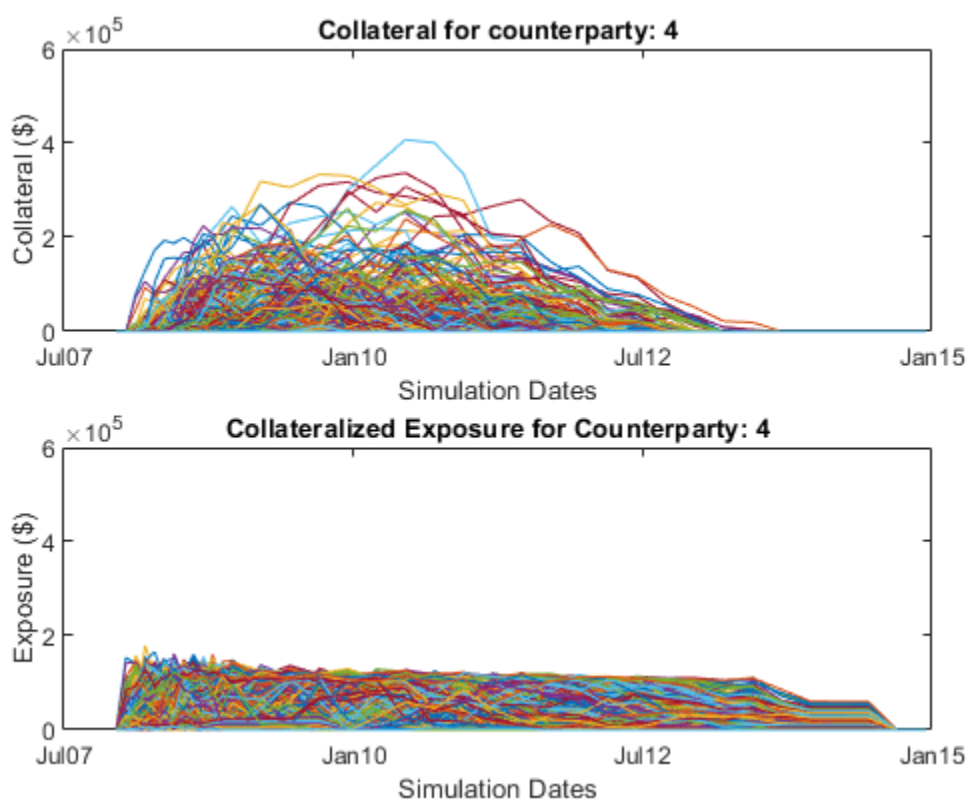 ×10^5
Collateral for counterparty: 4
6
4
2
0
Collateral ($)
Jul07 Jan10 Jul12 Jan15
Simulation Dates
×10^5
Collateralized Exposure for Counterparty: 4
6
4
2
0
Exposure ($)
Jul07 Jan10 Jul12 Jan15
Simulation Dates